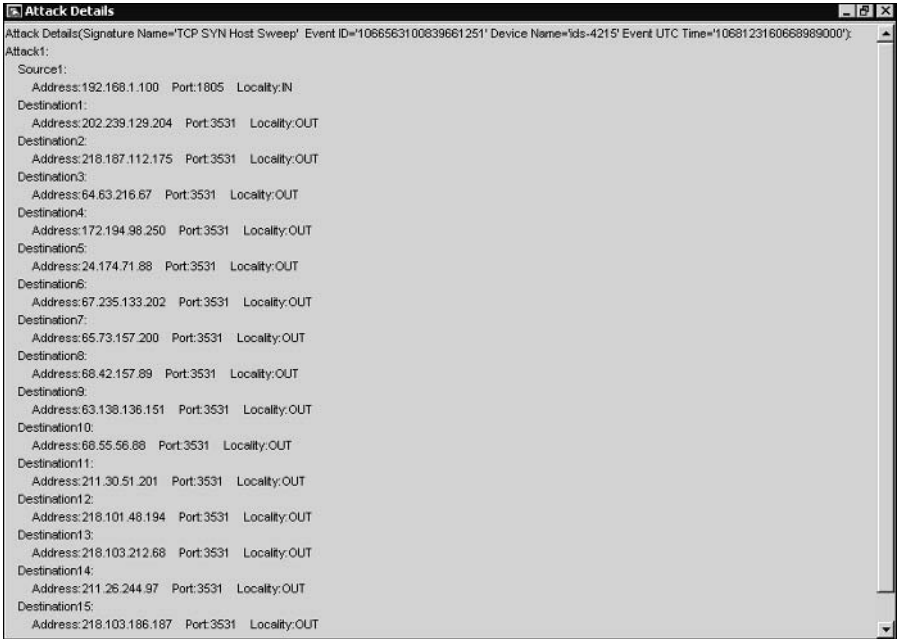 Attack Details
Attack Details(Signature Name='TCP SYN Host Sweep' Event ID='1066563100839661251' Device Name='ids-4215' Event UTC Time='1068123160668989000'):
Attack1:
Source1:
Address:192.168.1.100 Port:1805 Locality:IN
Destination1:
Address:202.239.129.204 Port:3531 Locality:OUT
Destination2:
Address:218.187.112.175 Port:3531 Locality:OUT
Destination3:
Address:64.63.216.67 Port:3531 Locality:OUT
Destination4:
Address:172.194.98.250 Port:3531 Locality:OUT
Destination5:
Address:24.174.71.88 Port:3531 Locality:OUT
Destination6:
Address:67.235.133.202 Port:3531 Locality:OUT
Destination7:
Address:65.73.157.200 Port:3531 Locality:OUT
Destination8:
Address:68.42.157.89 Port:3531 Locality:OUT
Destination9:
Address:63.138.136.151 Port:3531 Locality:OUT
Destination10:
Address:68.55.56.88 Port:3531 Locality:OUT
Destination11:
Address:211.30.51.201 Port:3531 Locality:OUT
Destination12:
Address:218.101.48.194 Port:3531 Locality:OUT
Destination13:
Address:218.103.212.68 Port:3531 Locality:OUT
Destination14:
Address:211.26.244.97 Port:3531 Locality:OUT
Destination15:
Address:218.103.186.187 Port:3531 Locality:OUT